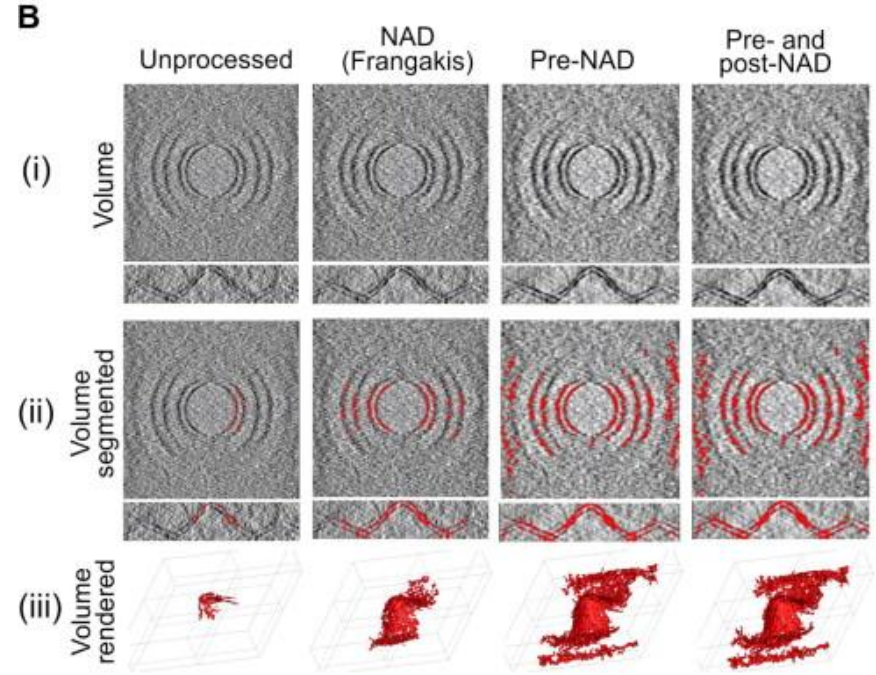 B
Unprocessed
NAD
(Frangakis)
Pre-NAD
Pre- and
post-NAD
(i)
Volume
(ii)
Volume
segmented
(iii)
Volume
rendered